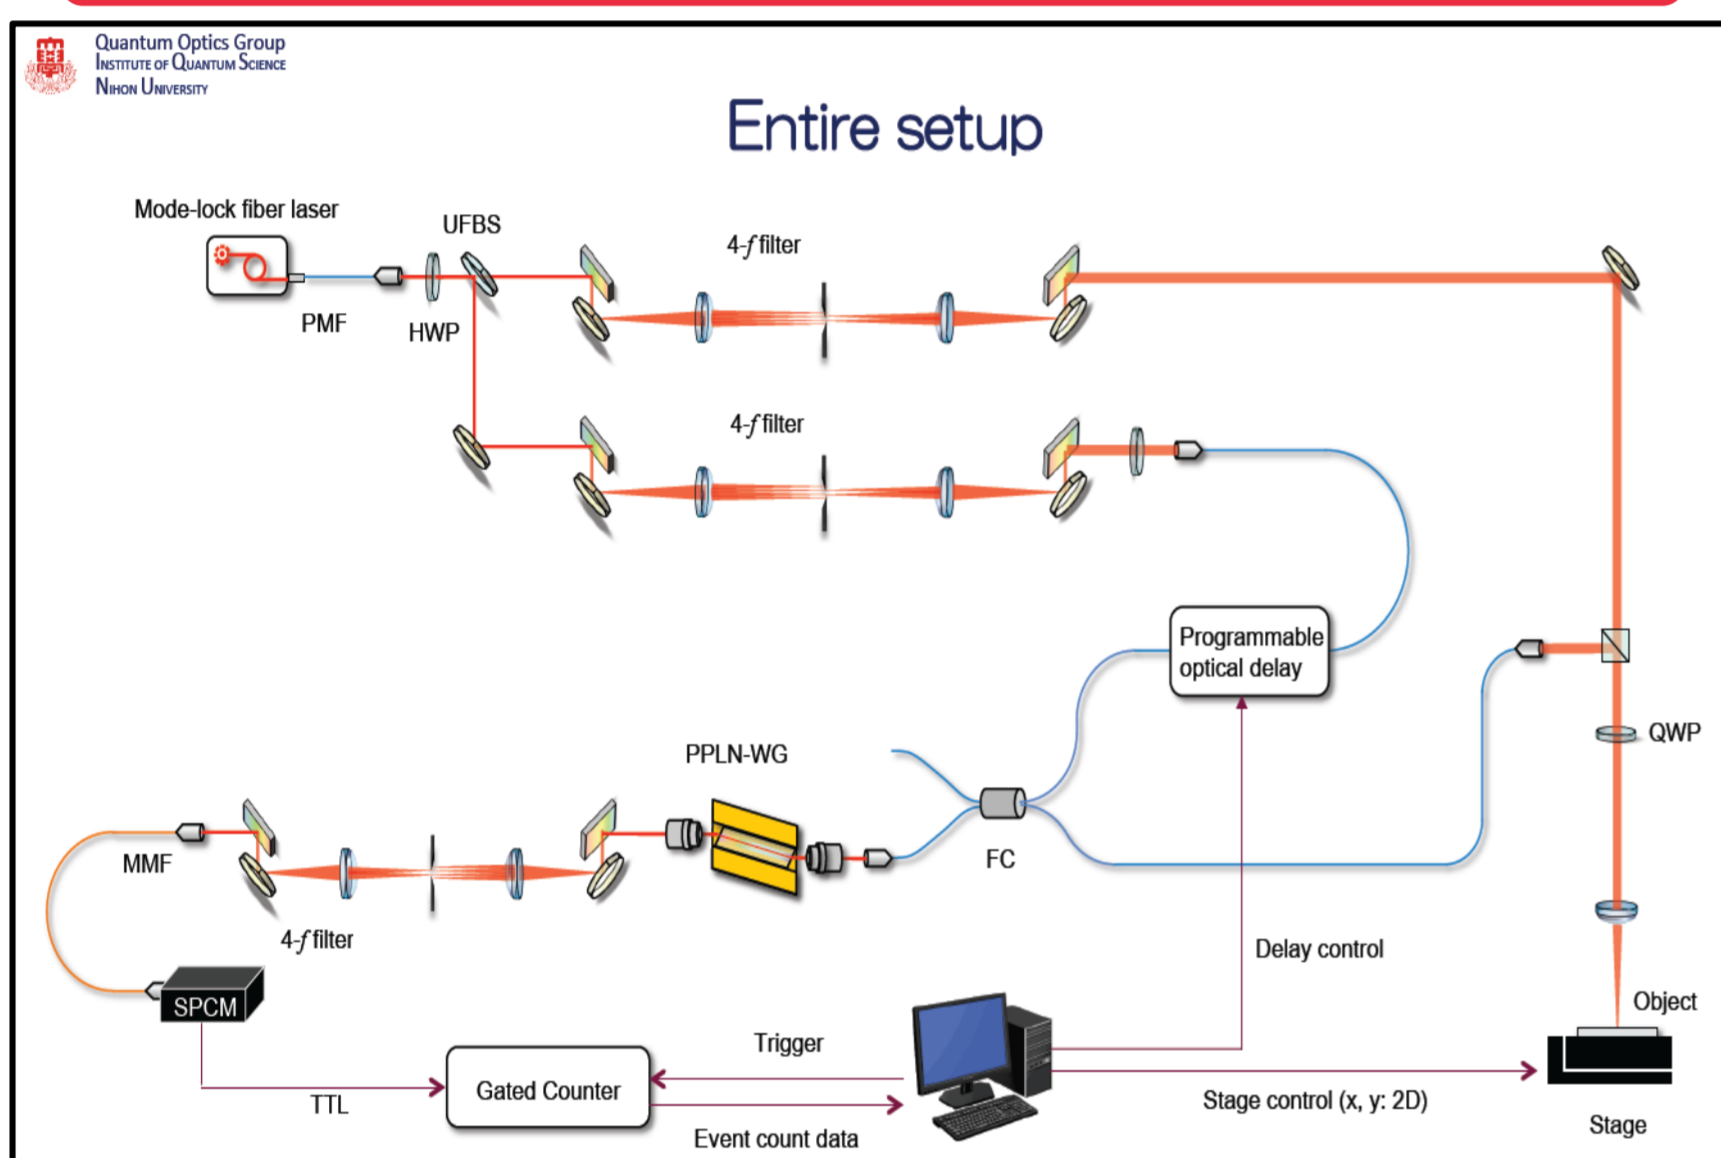 Quantum Optics Group
INSTITUTE OF QUANTUM SCIENCE
NIHON UNIVERSITY
Entire setup
Mode-lock fiber laser
UFBS
4-f filter
PMF
HWP
4-f filter
Programmable
optical delay
QWP
PPLN-WG
MMF
FC
4-f filter
Delay control
SPCM
Object
Trigger
Gated Counter
TTL
Stage control (x, y: 2D)
Stage
Event count data